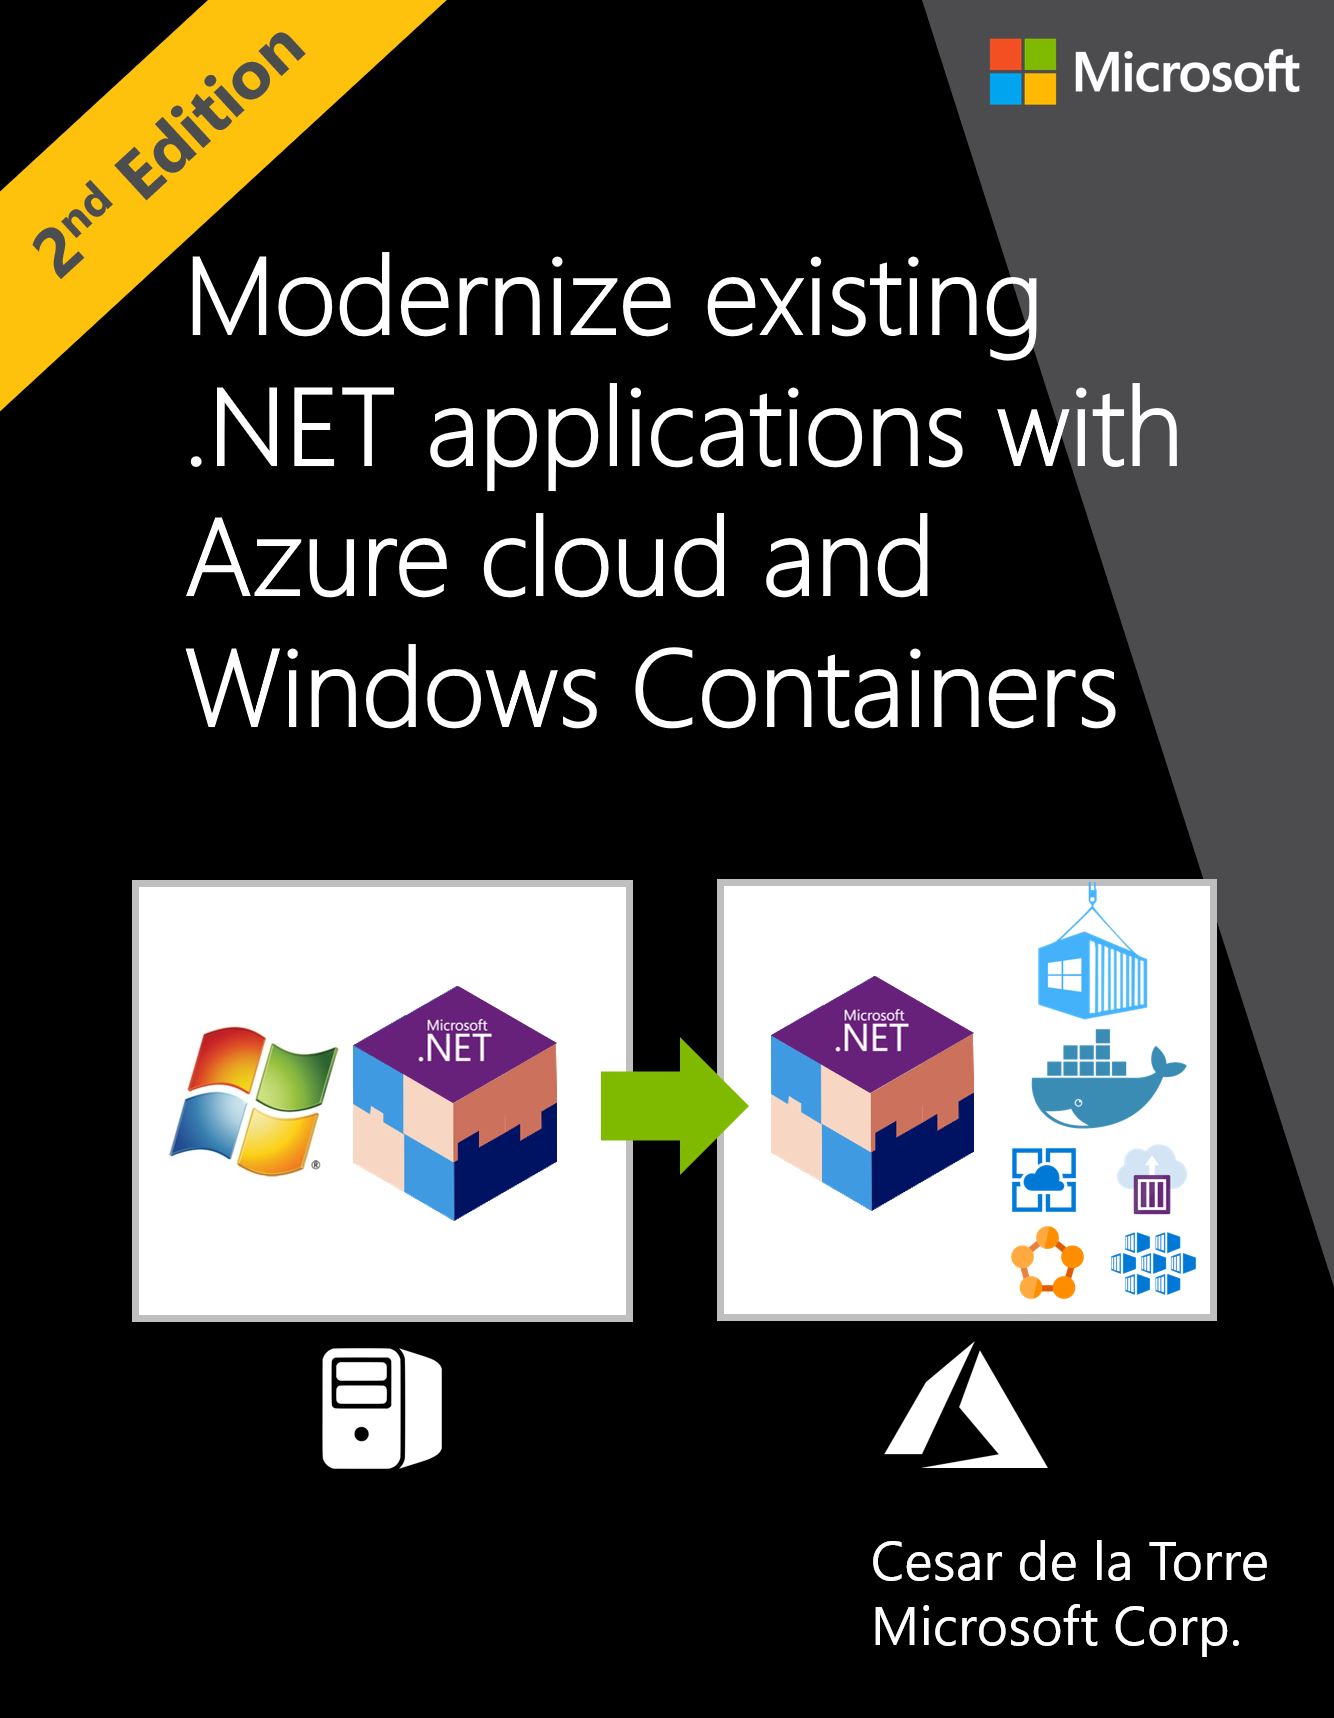 2nd Edition
Microsoft
Modernize existing
.NET applications with
Azure cloud and
Windows Containers
Microsoft
.NET
®
Microsoft
.NET
Cesar de la Torre
Microsoft Corp.